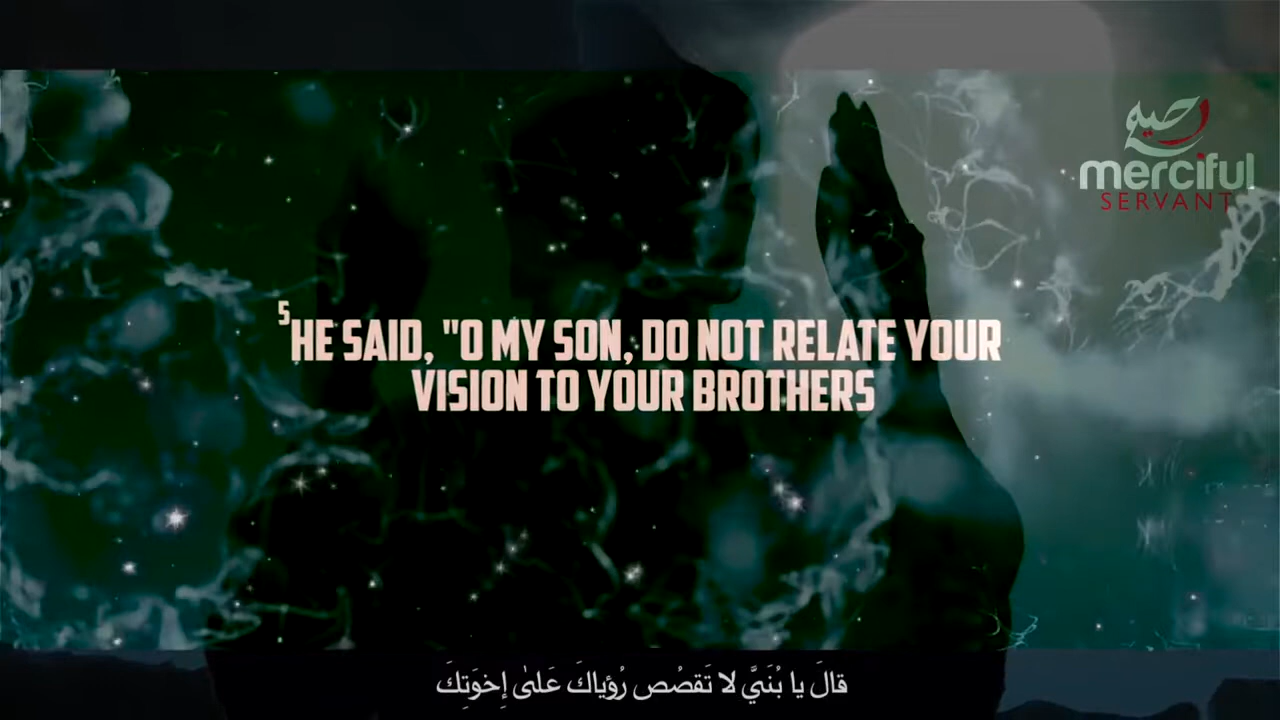 رحيم
merciful
SERVANT
5HE SAID, "O MY SON, DO NOT RELATE YOUR
VISION TO YOUR BROTHERS
قالَ يا بُنَيَّ لا تَقصُص رُؤياكَ عَلىٰ إِخوَتِكَ